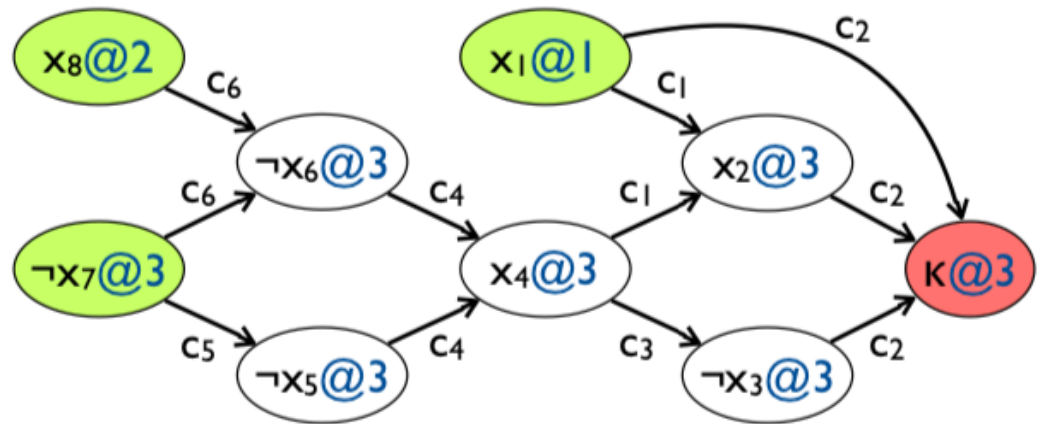 x₈@2
x₁@1
c₂
c₆
c₁
¬x₆@3
x₂@3
c₆
c₄
c₁
c₂
¬x₇@3
x₄@3
κ@3
c₅
c₄
c₃
c₂
¬x₅@3
¬x₃@3